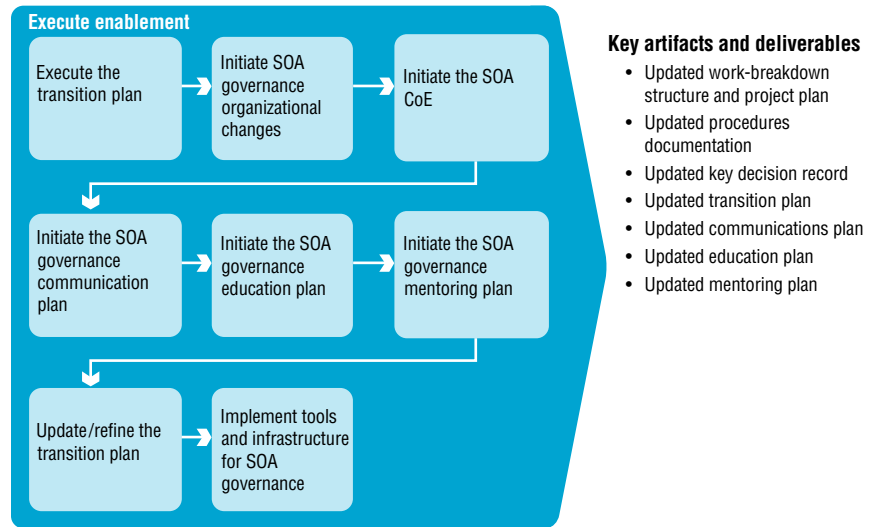 Execute enablement
Execute the
transition plan
Initiate SOA
governance
organizational
changes
Initiate the SOA
CoE
Initiate the SOA
governance
communication
plan
Initiate the SOA
governance
education plan
Initiate the SOA
governance
mentoring plan
Update/refine the
transition plan
Implement tools
and infrastructure
for SOA
governance
Key artifacts and deliverables
• Updated work-breakdown
structure and project plan
• Updated procedures
documentation
• Updated key decision record
• Updated transition plan
• Updated communications plan
• Updated education plan
• Updated mentoring plan